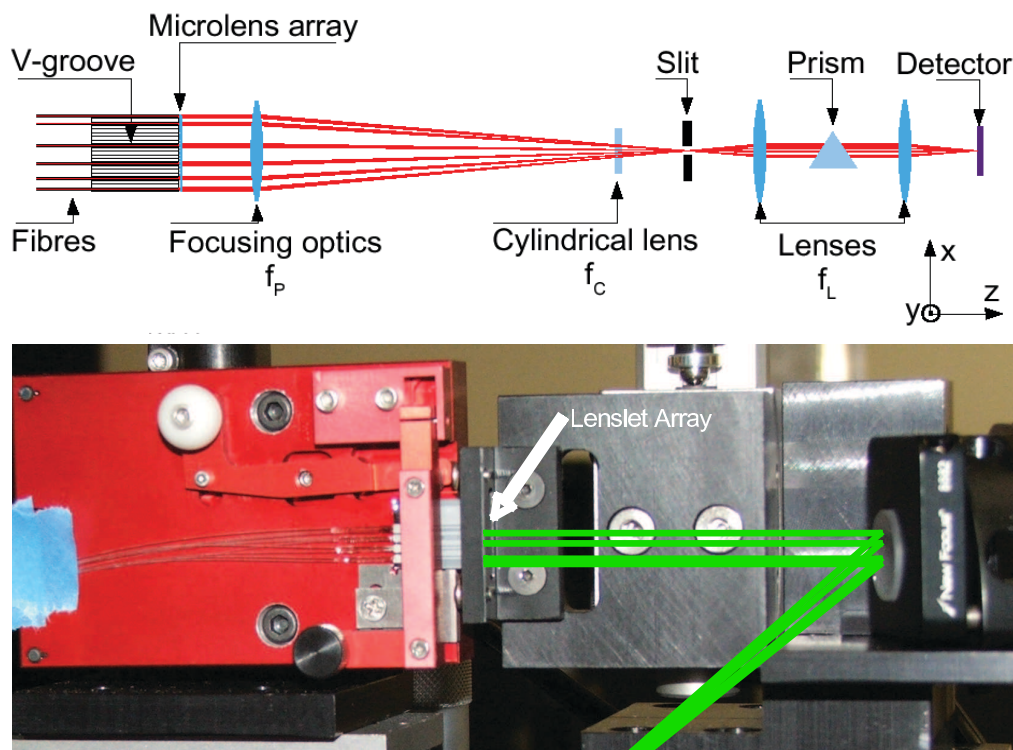 Microlens array
V-groove
Slit
Prism
Detector
Fibres
Focusing optics
f_P
Cylindrical lens
f_C
Lenses
f_L
x
y
z
Lenslet Array
New Focus